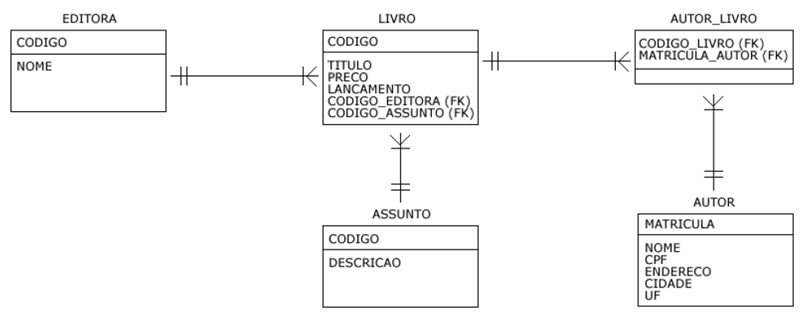 EDITORA
CODIGO
NOME
LIVRO
CODIGO
TITULO
PRECO
LANCAMENTO
CODIGO_EDITORA (FK)
CODIGO_ASSUNTO (FK)
AUTOR_LIVRO
CODIGO_LIVRO (FK)
MATRICULA_AUTOR (FK)
ASSUNTO
CODIGO
DESCRICAO
AUTOR
MATRICULA
NOME
CPF
ENDERECO
CIDADE
UF